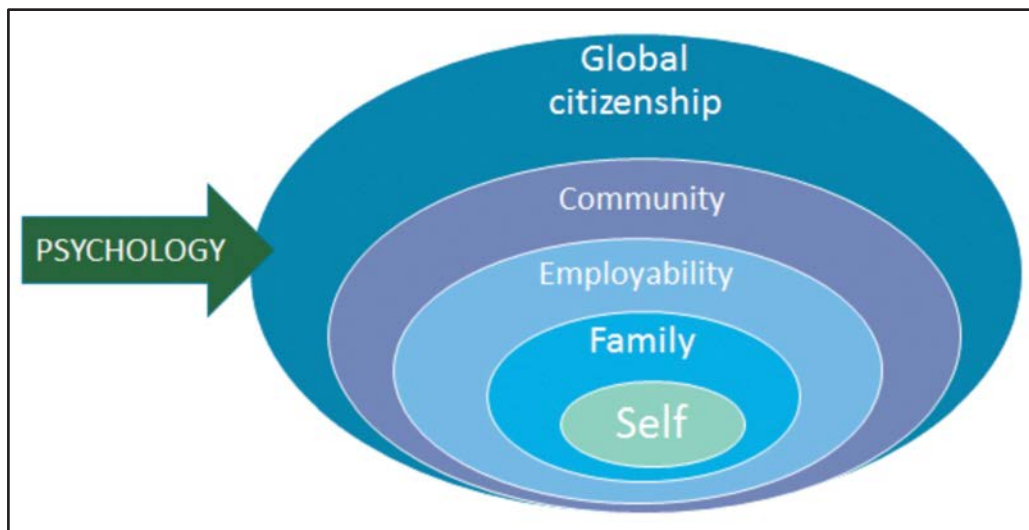 Global
citizenship
Community
PSYCHOLOGY
Employability
Family
Self